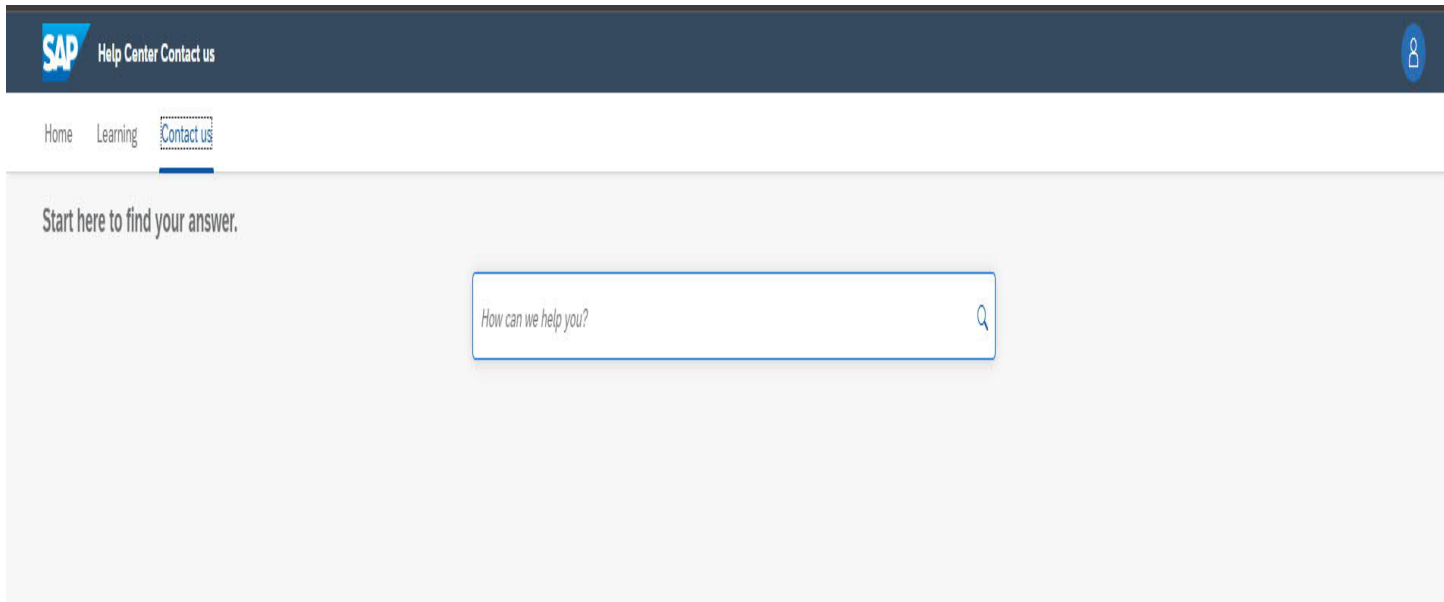 SAP Help Center Contact us
Home Learning Contact us
Start here to find your answer.
How can we help you?